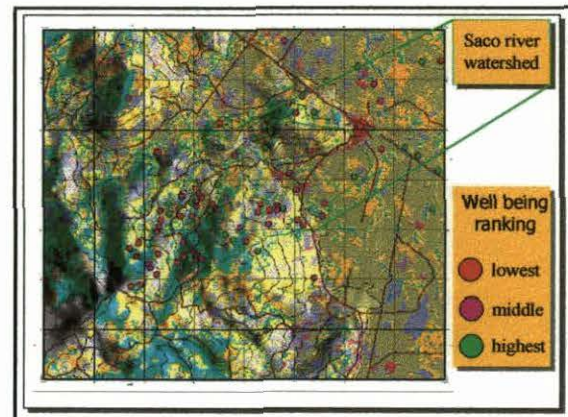 Saco river
watershed
Well being
ranking
lowest
middle
highest